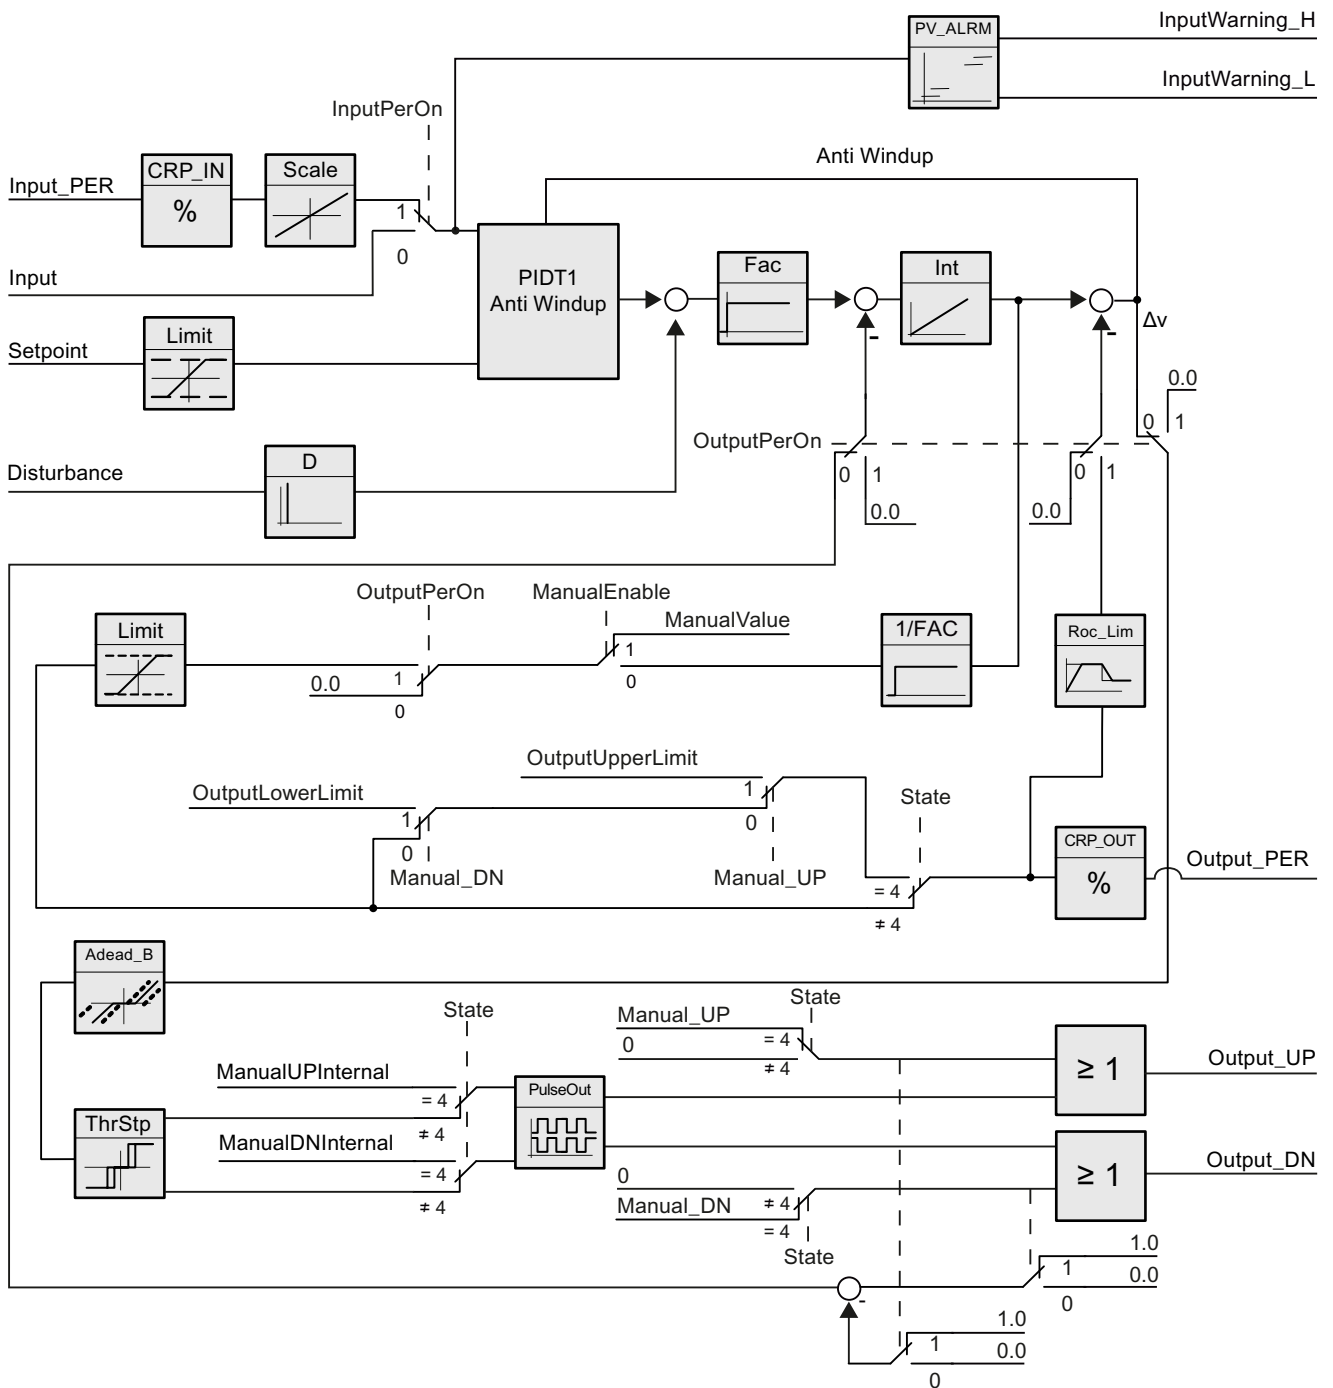 PV_ALRM
InputWarning_H
InputWarning_L
InputPerOn
Anti Windup
Input_PER
CRP_IN
%
Scale
1
0
Input
PIDT1
Anti Windup
Fac
Int
-
-
Δv
Setpoint
Limit
0.0
0
1
OutputPerOn
0
1
0.0
0
1
0.0
Disturbance
D
OutputPerOn
ManualEnable
ManualValue
1
0
Limit
0.0
1
0
1/FAC
Roc_Lim
OutputUpperLimit
1
0
OutputLowerLimit
1
0
Manual_DN
Manual_UP
State
= 4
≠ 4
CRP_OUT
%
Output_PER
Adead_B
State
State
Manual_UP
0
= 4
≠ 4
≥ 1
Output_UP
ManualUPInternal
= 4
≠ 4
PulseOut
ThrStp
ManualDNInternal
= 4
≠ 4
0
Manual_DN
≠ 4
= 4
State
≥ 1
Output_DN
1.0
1
0.0
0
-
1.0
1
0.0
0